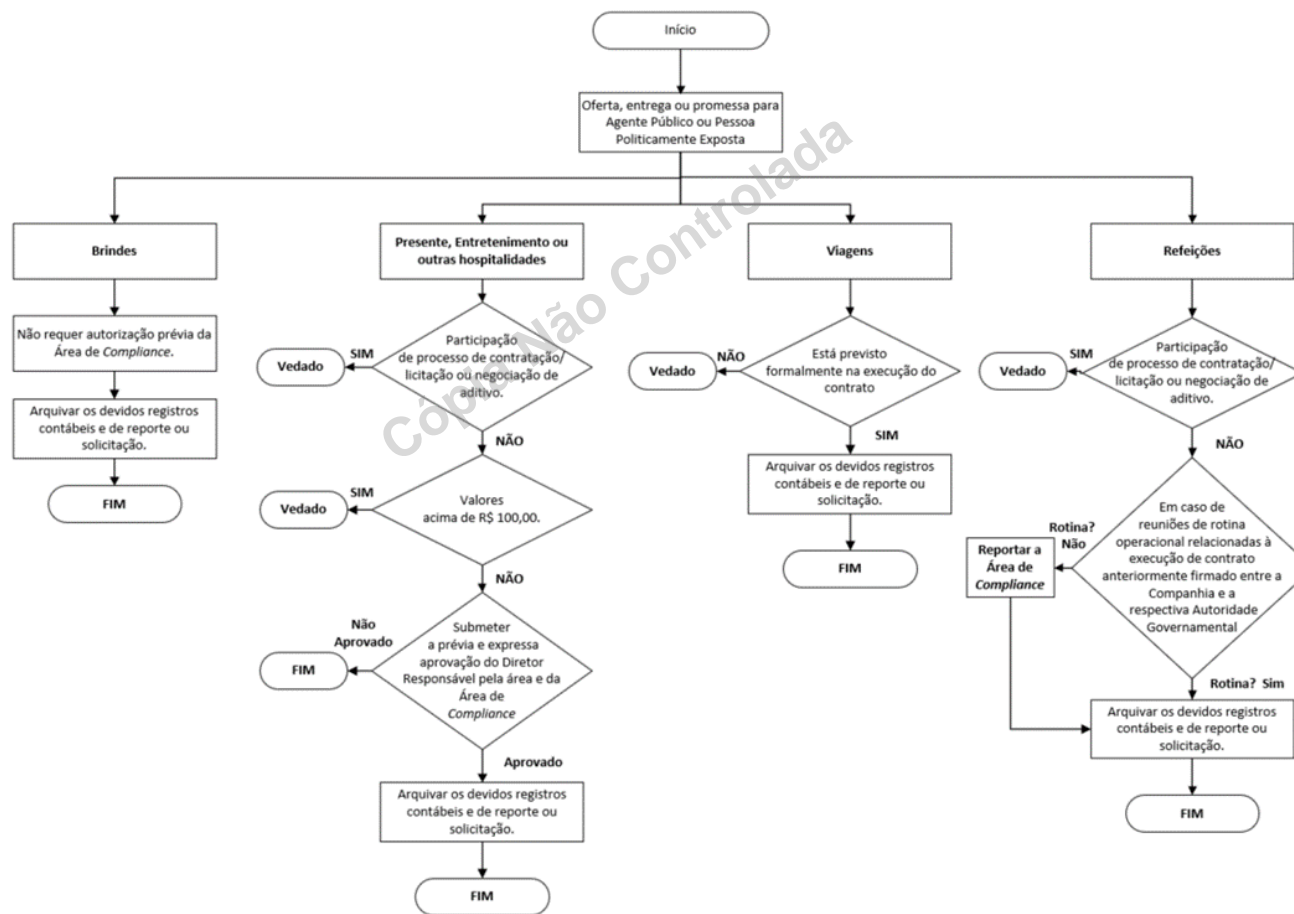 Início
Oferta, entrega ou promessa para
Agente Público ou Pessoa
Politicamente Exposta
Brindes
Não requer autorização prévia da
Área de Compliance.
Arquivar os devidos registros
contábeis e de reporte ou
solicitação.
FIM
Presente, Entretenimento ou
outras hospitalidades
Participação
de processo de contratação/
licitação ou negociação de
aditivo.
SIM
Vedado
NÃO
Valores
acima de R$ 100,00.
SIM
Vedado
NÃO
Submeter
a prévia e expressa
aprovação do Diretor
Responsável pela área e da
Área de
Compliance
Não
Aprovado
FIM
Aprovado
Arquivar os devidos registros
contábeis e de reporte ou
solicitação.
FIM
Viagens
Está previsto
formalmente na execução do
contrato
NÃO
Vedado
SIM
Arquivar os devidos registros
contábeis e de reporte ou
solicitação.
FIM
Refeições
Participação
de processo de contratação/
licitação ou negociação de
aditivo.
SIM
Vedado
NÃO
Em caso de
reuniões de rotina
operacional relacionadas à
execução de contrato
anteriormente firmado entre a
Companhia e a
respectiva Autoridade
Governamental
Rotina?
Não
Reportar a
Área de
Compliance
Rotina? Sim
Arquivar os devidos registros
contábeis e de reporte ou
solicitação.
FIM
Cópia Não Controlada